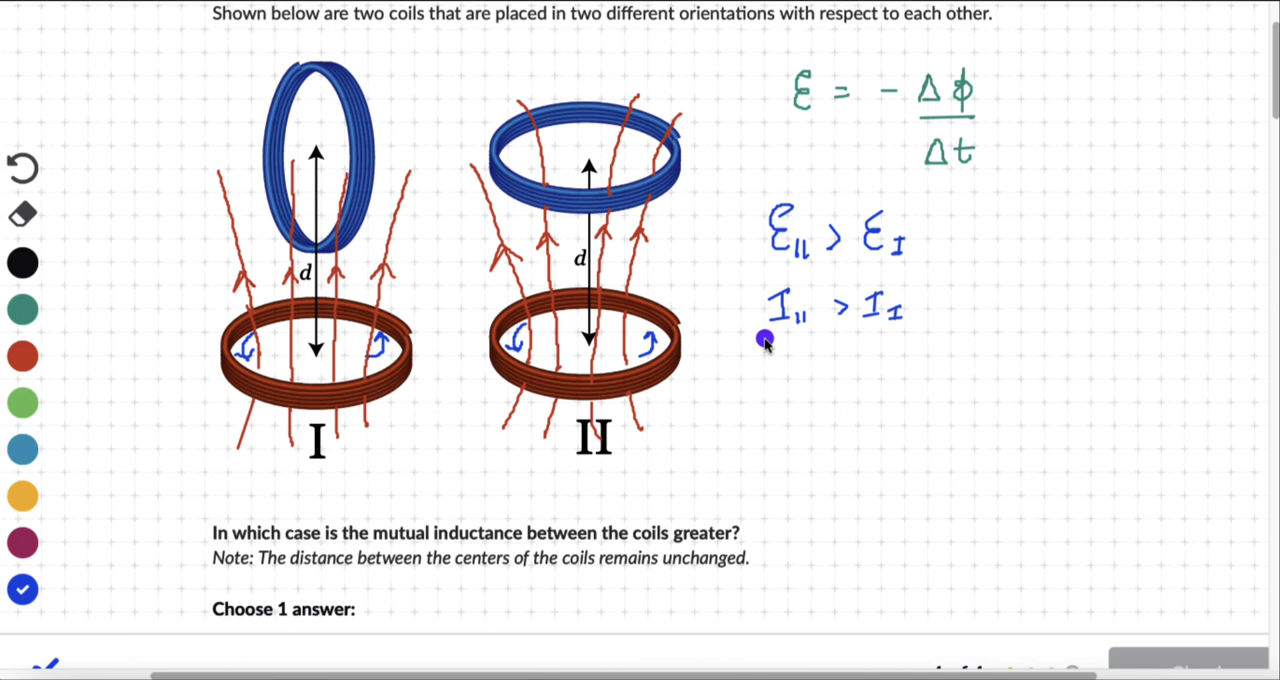 Shown below are two coils that are placed in two different orientations with respect to each other.
ε = - Δϕ
Δt
d
d
ε_II > ε_I
I_II > I_I
I
II
In which case is the mutual inductance between the coils greater?
Note: The distance between the centers of the coils remains unchanged.
Choose 1 answer: